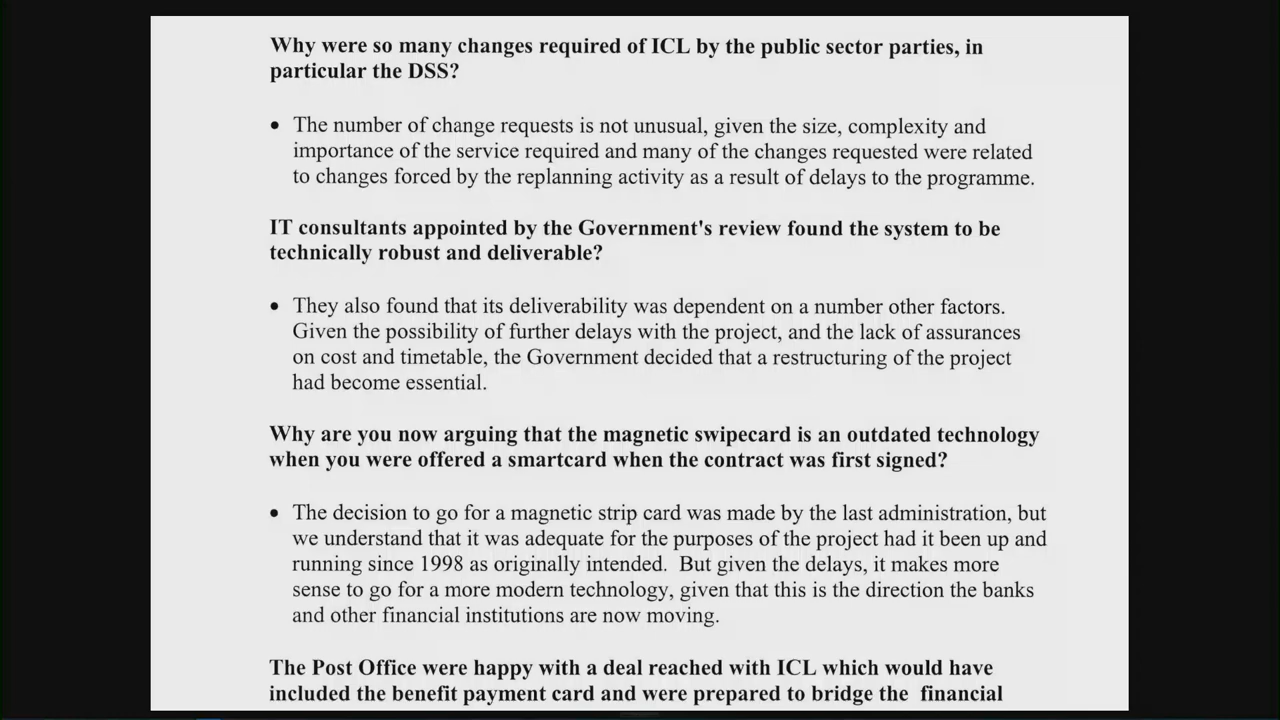 Why were so many changes required of ICL by the public sector parties, in
particular the DSS?
• The number of change requests is not unusual, given the size, complexity and
importance of the service required and many of the changes requested were related
to changes forced by the replanning activity as a result of delays to the programme.
IT consultants appointed by the Government's review found the system to be
technically robust and deliverable?
• They also found that its deliverability was dependent on a number other factors.
Given the possibility of further delays with the project, and the lack of assurances
on cost and timetable, the Government decided that a restructuring of the project
had become essential.
Why are you now arguing that the magnetic swipecard is an outdated technology
when you were offered a smartcard when the contract was first signed?
• The decision to go for a magnetic strip card was made by the last administration, but
we understand that it was adequate for the purposes of the project had it been up and
running since 1998 as originally intended. But given the delays, it makes more
sense to go for a more modern technology, given that this is the direction the banks
and other financial institutions are now moving.
The Post Office were happy with a deal reached with ICL which would have
included the benefit payment card and were prepared to bridge the financial